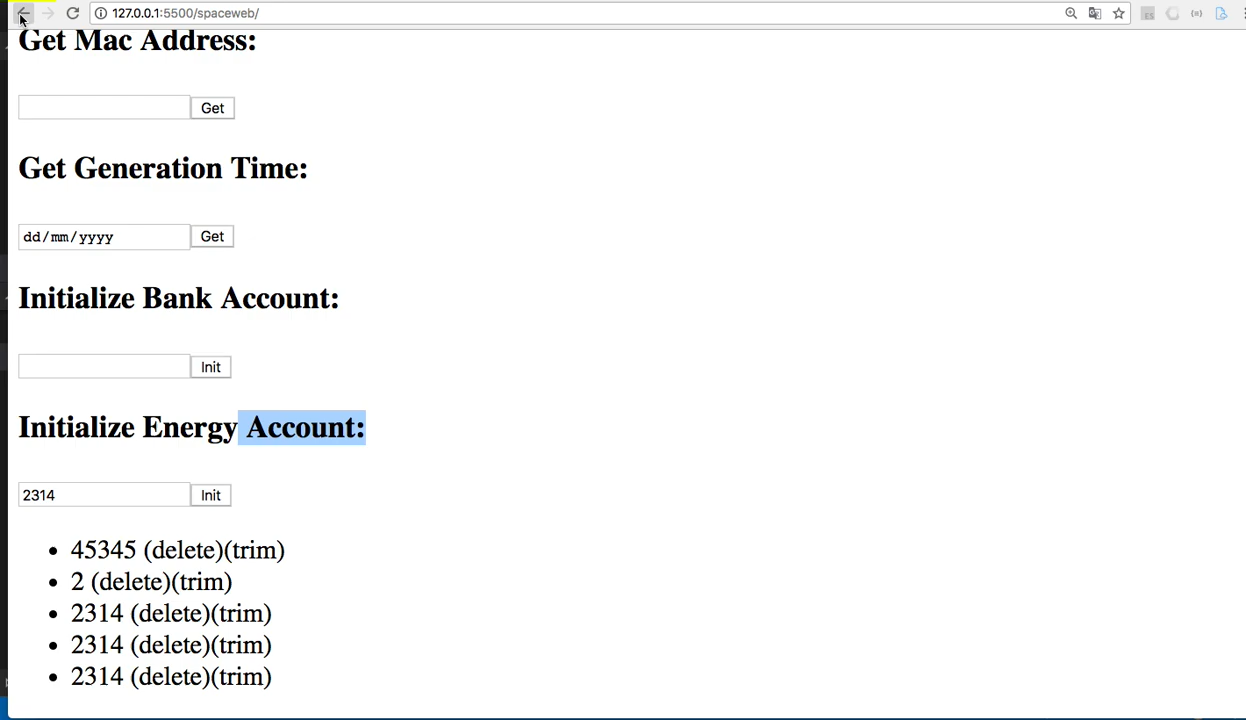 127.0.0.1:5500/spaceweb/
Get Mac Address:
Get
Get Generation Time:
dd/mm/yyyy Get
Initialize Bank Account:
Init
Initialize Energy Account:
2314 Init
45345 (delete)(trim)
2 (delete)(trim)
2314 (delete)(trim)
2314 (delete)(trim)
2314 (delete)(trim)